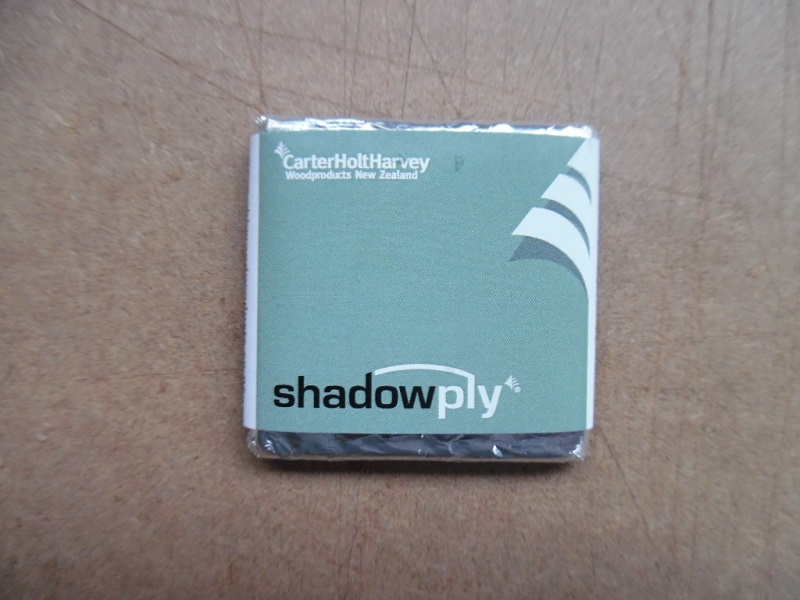 CarterHoltHarvey
Woodproducts New Zealand
shadowply®